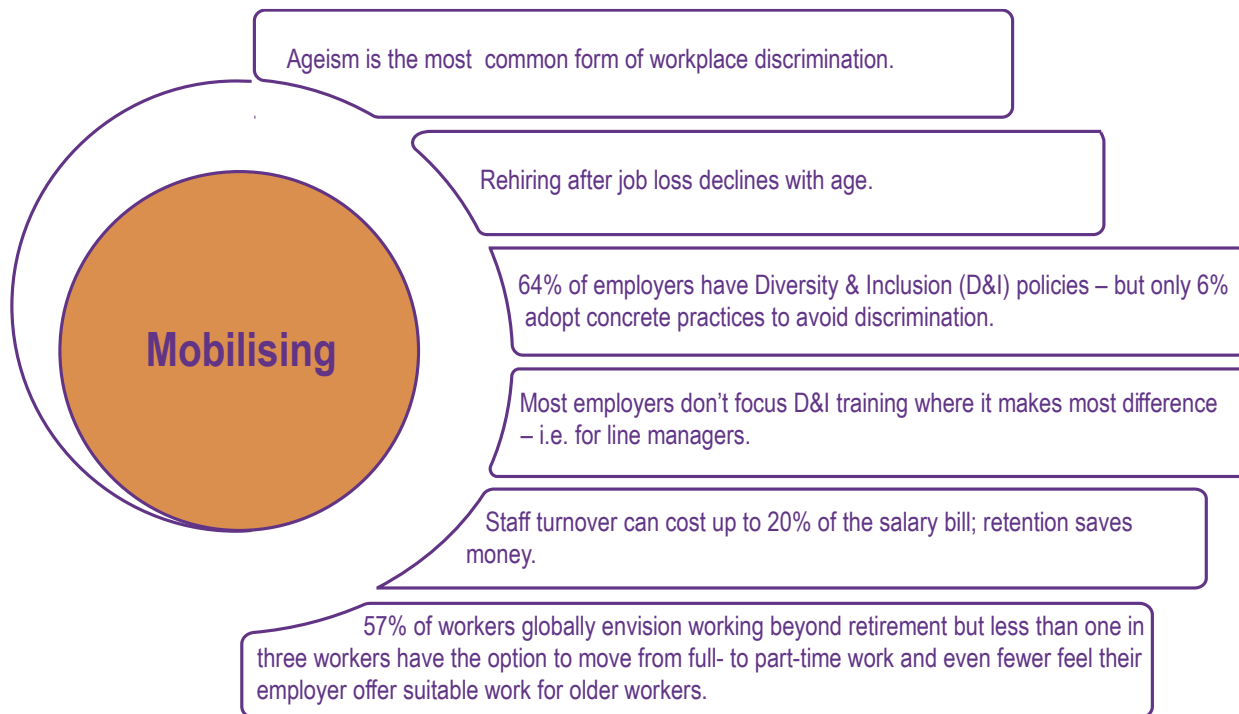 Ageism is the most common form of workplace discrimination.
Rehiring after job loss declines with age.
64% of employers have Diversity & Inclusion (D&I) policies – but only 6%
adopt concrete practices to avoid discrimination.
Mobilising
Most employers don’t focus D&I training where it makes most difference
– i.e. for line managers.
Staff turnover can cost up to 20% of the salary bill; retention saves
money.
57% of workers globally envision working beyond retirement but less than one in
three workers have the option to move from full- to part-time work and even fewer feel their
employer offer suitable work for older workers.